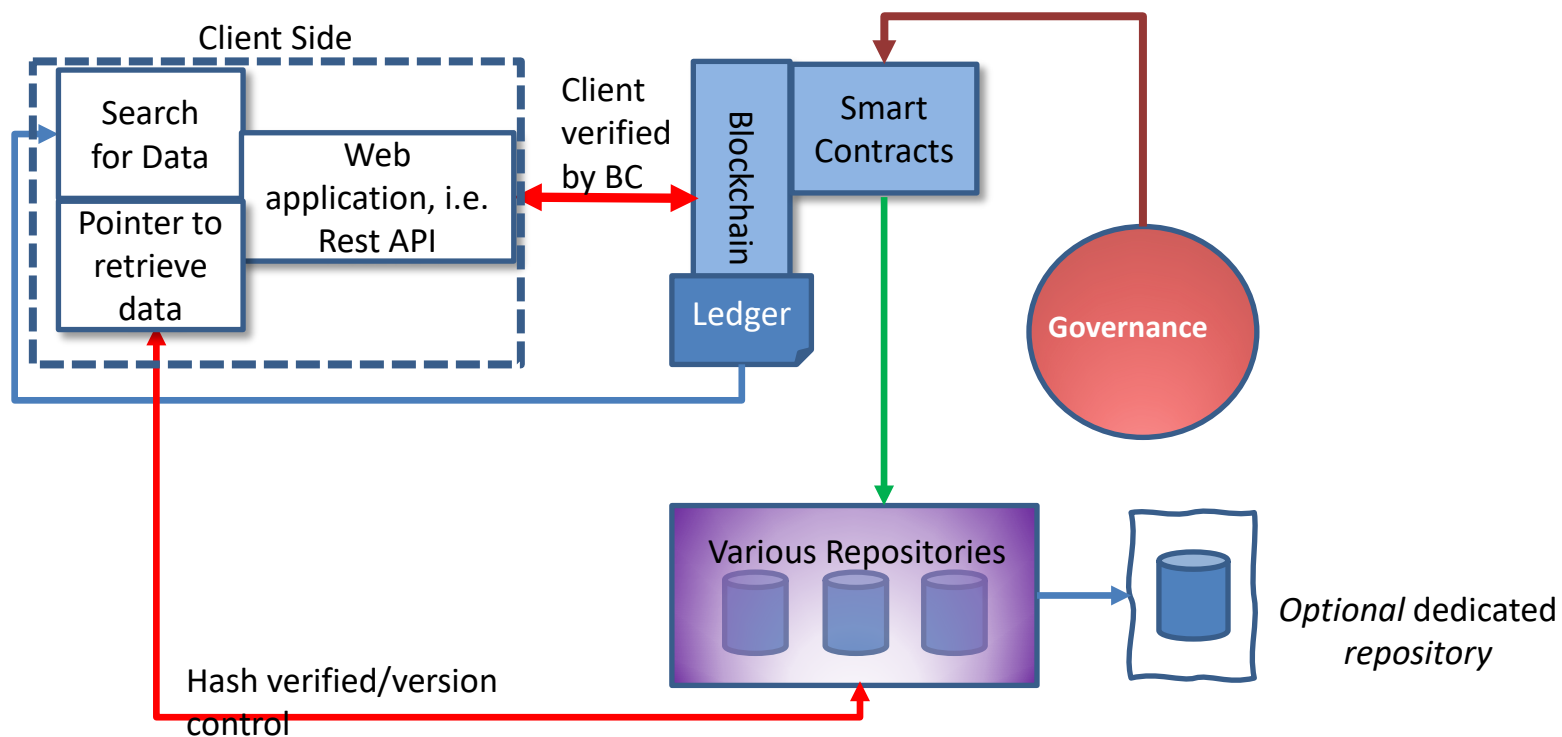 Client Side
Search
for Data
Web
application, i.e.
Rest API
Pointer to
retrieve
data
Client
verified
by BC
Blockchain
Smart
Contracts
Ledger
Governance
Various Repositories
Optional dedicated
repository
Hash verified/version
control